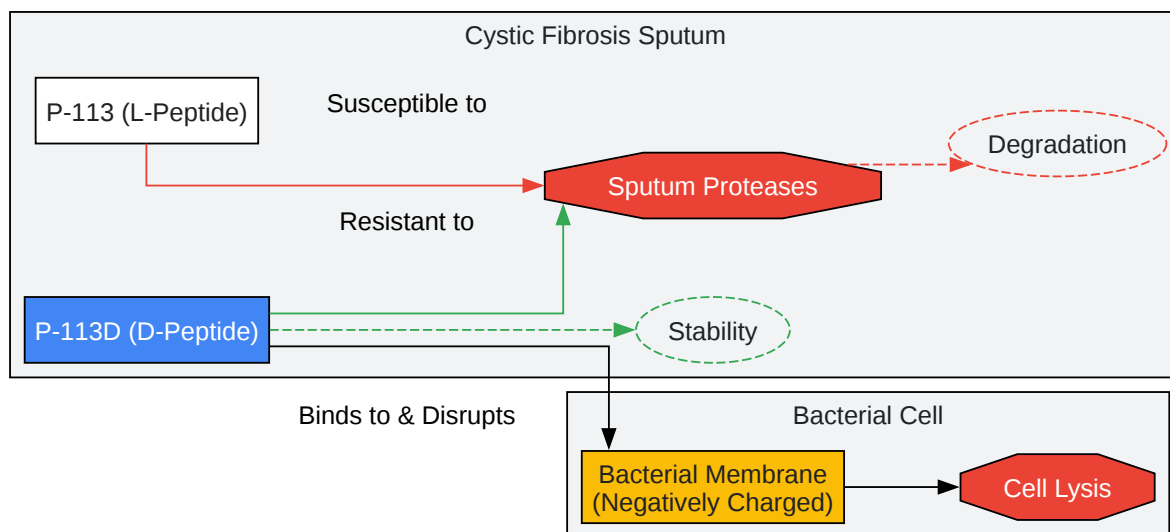 Cystic Fibrosis Sputum
P-113 (L-Peptide)
Susceptible to
Degradation
Sputum Proteases
Resistant to
P-113D (D-Peptide)
Stability
Binds to & Disrupts
Bacterial Cell
Bacterial Membrane
(Negatively Charged)
Cell Lysis